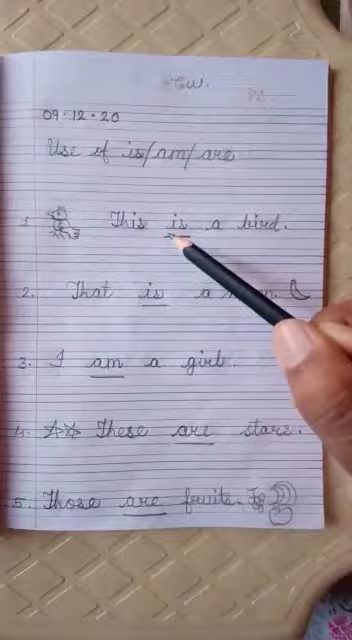 C.W.
09.12.20
Use of is/am/are
1 This is a bird.
2. That is a
3. I am a girl.
4. These are stars.
5. Those are fruits.